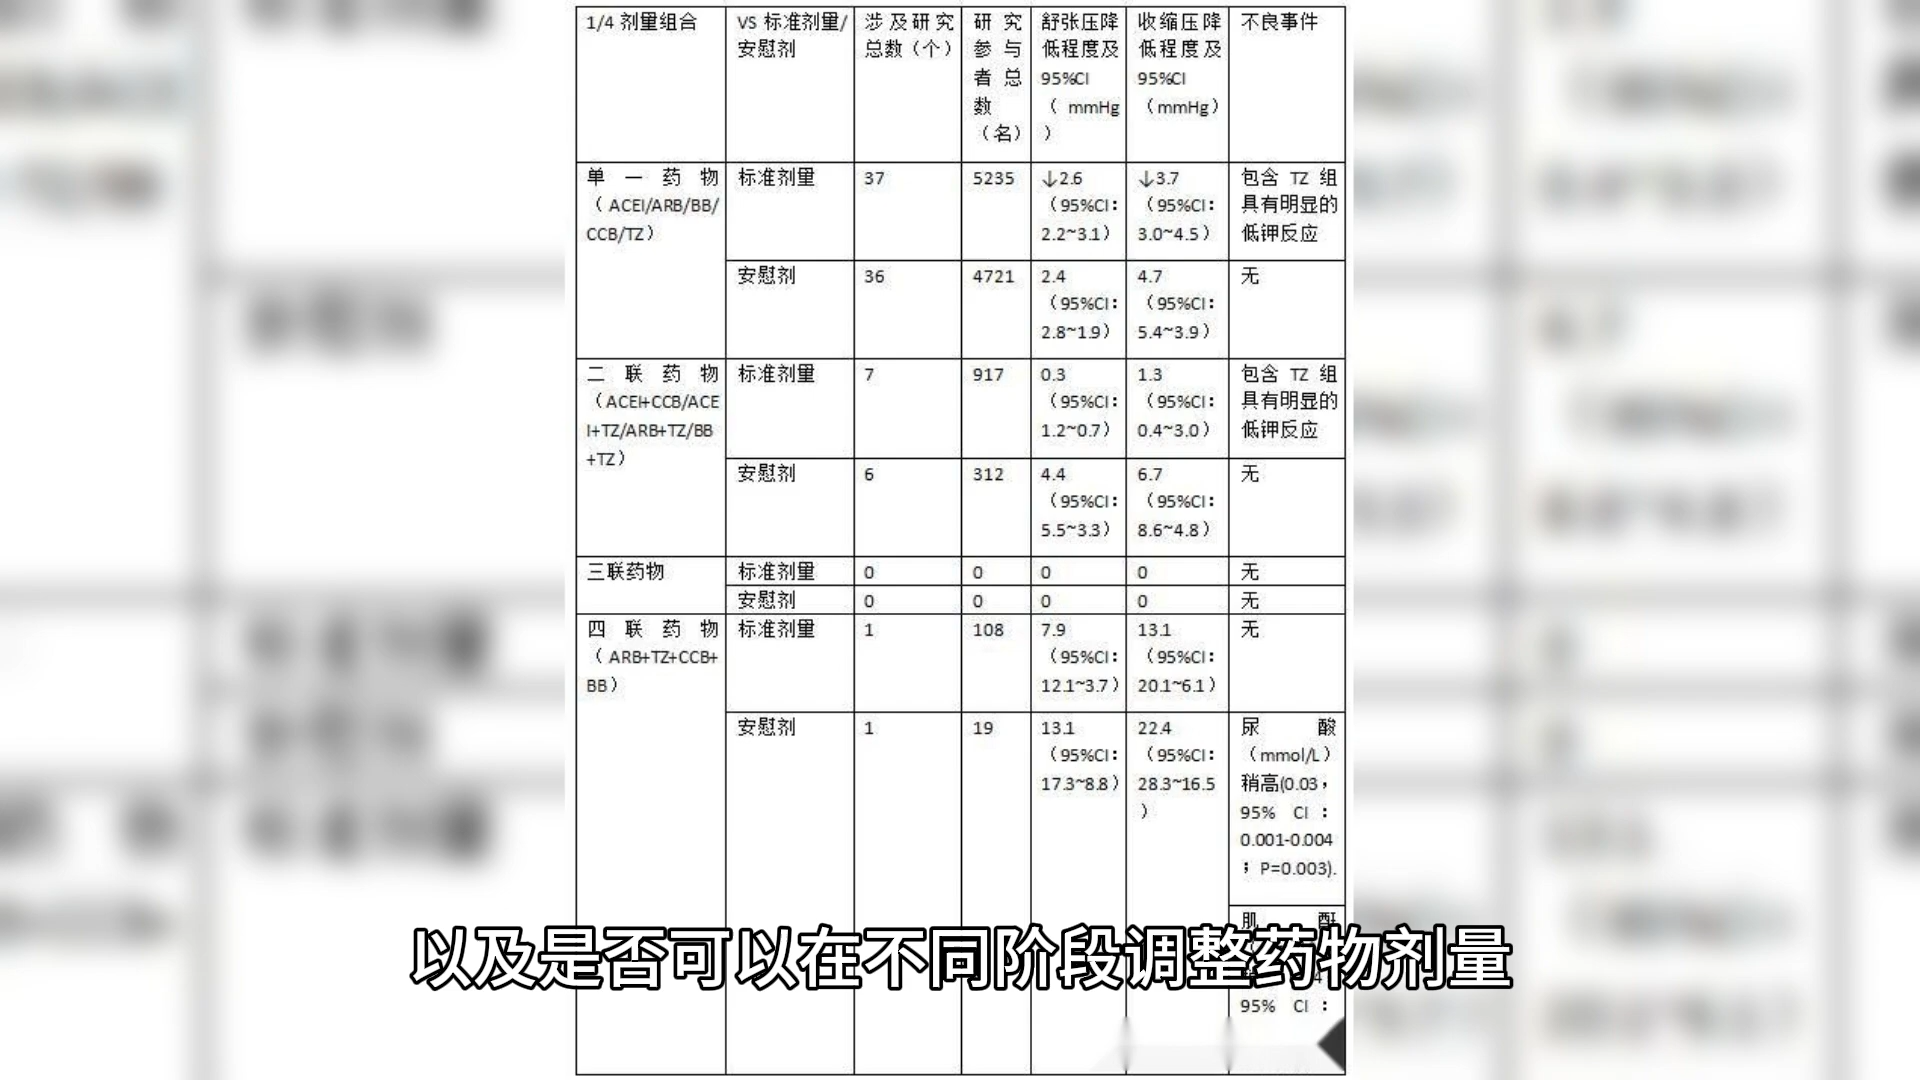 1/4 剂量组合
VS 标准剂量/
安慰剂
涉及研究
总数（个）
研究
参与
者总
数
（名）
舒张压降
低程度及
95%CI
（ mmHg
）
收缩压降
低程度及
95%CI
（mmHg）
不良事件
单一药物
（ACEI/ARB/BB/
CCB/TZ）
标准剂量
37
5235
↓2.6
（95%CI：
2.2~3.1）
↓3.7
（95%CI：
3.0~4.5）
包含 TZ 组
具有明显的
低钾反应
安慰剂
36
4721
2.4
（95%CI：
2.8~1.9）
4.7
（95%CI：
5.4~3.9）
无
二联药物
（ACEI+CCB/ACE
I+TZ/ARB+TZ/BB
+TZ）
标准剂量
7
917
0.3
（95%CI：
1.2~0.7）
1.3
（95%CI：
0.4~3.0）
包含 TZ 组
具有明显的
低钾反应
安慰剂
6
312
4.4
（95%CI：
5.5~3.3）
6.7
（95%CI：
8.6~4.8）
无
三联药物
标准剂量
0
0
0
0
无
安慰剂
0
0
0
0
无
四联药物
（ARB+TZ+CCB+
BB）
标准剂量
1
108
7.9
（95%CI：
12.1~3.7）
13.1
（95%CI：
20.1~6.1）
无
安慰剂
1
19
13.1
（95%CI：
17.3~8.8）
22.4
（95%CI：
28.3~16.5
）
尿酸
（mmol/L）
稍高(0.03，
95% CI：
0.001-0.004
；P=0.003).
肌酐
95% CI：
以及是否可以在不同阶段调整药物剂量